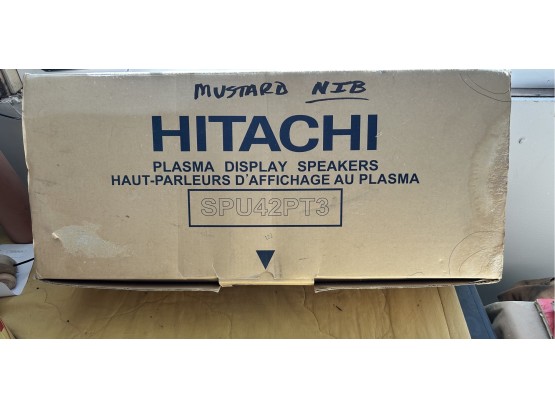 MUSTARD NIB
HITACHI
PLASMA DISPLAY SPEAKERS
HAUT-PARLEURS D'AFFICHAGE AU PLASMA
SPU42PT3